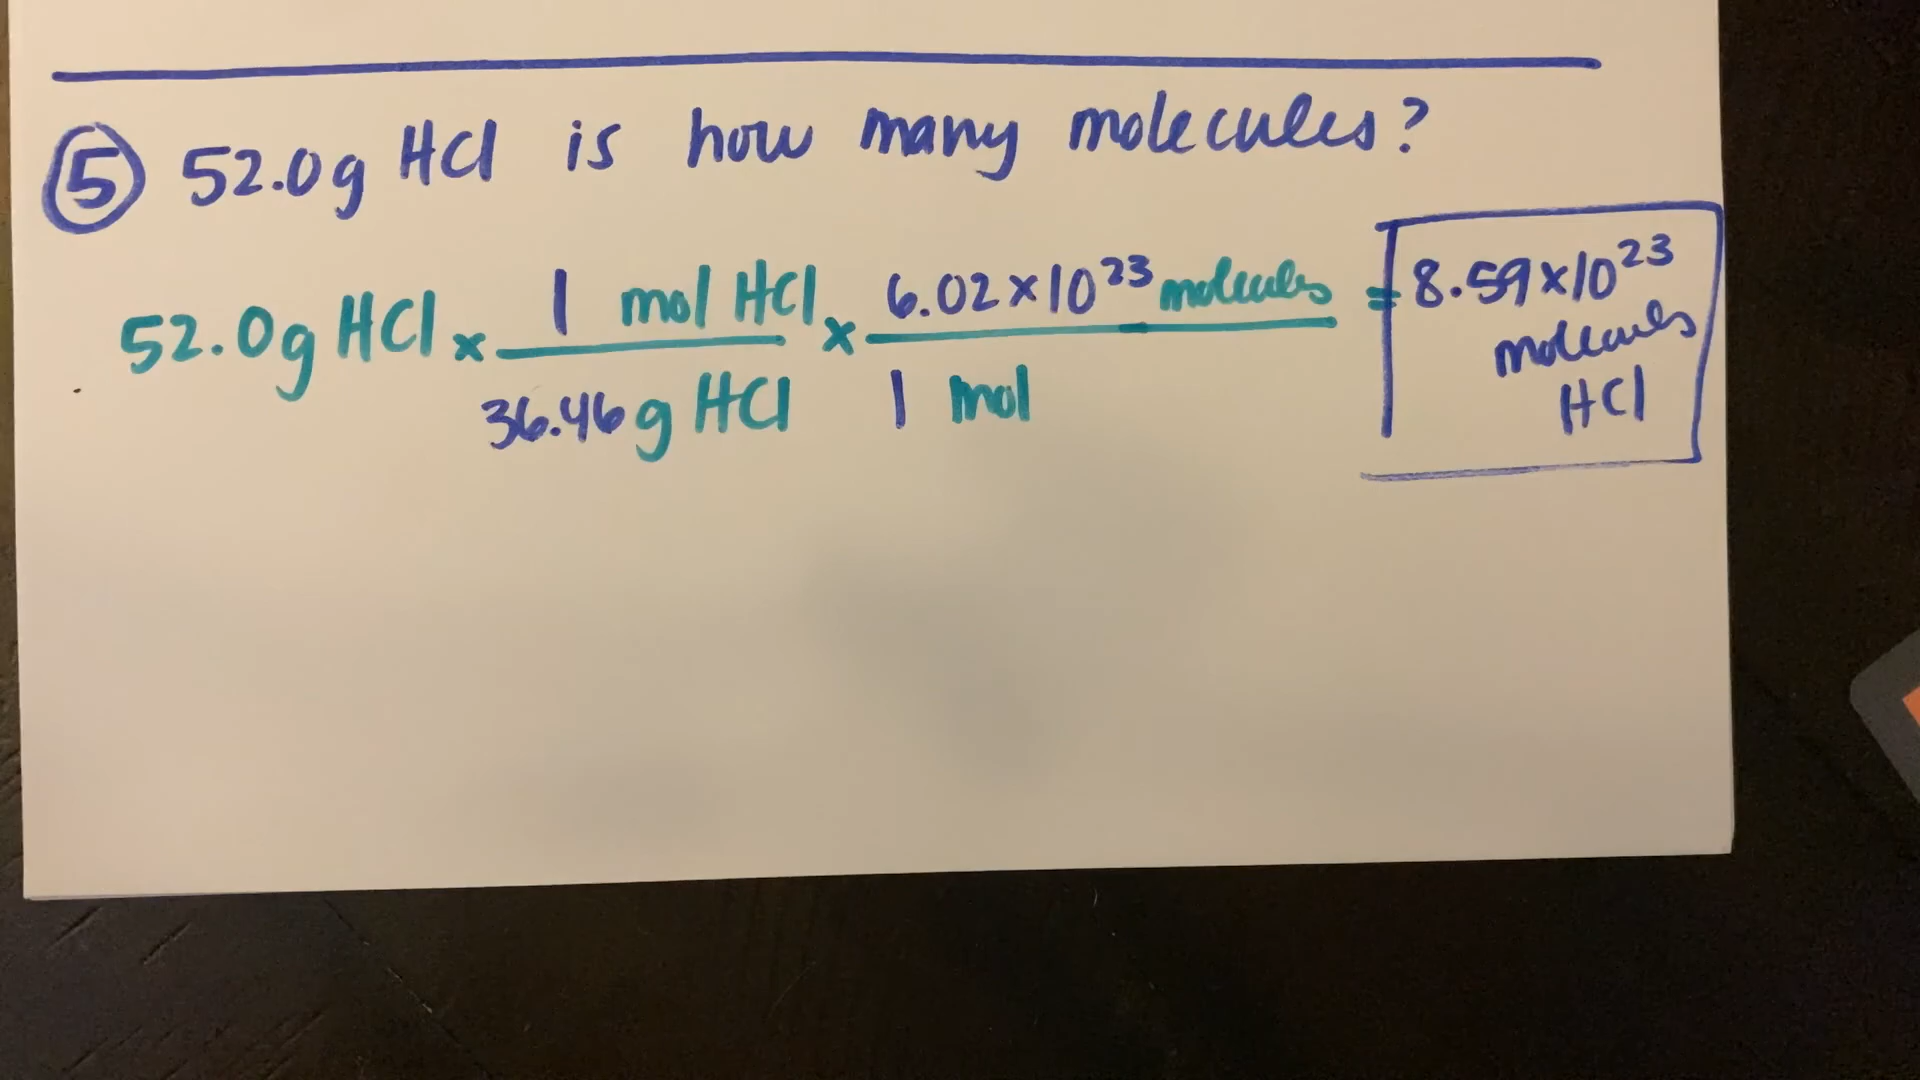 5 52.0g HCl is how many molecules?
52.0g HCl x 1 mol HCl x 6.02x10²³ molecules = 8.59x10²³
36.46g HCl 1 mol molecules
HCl